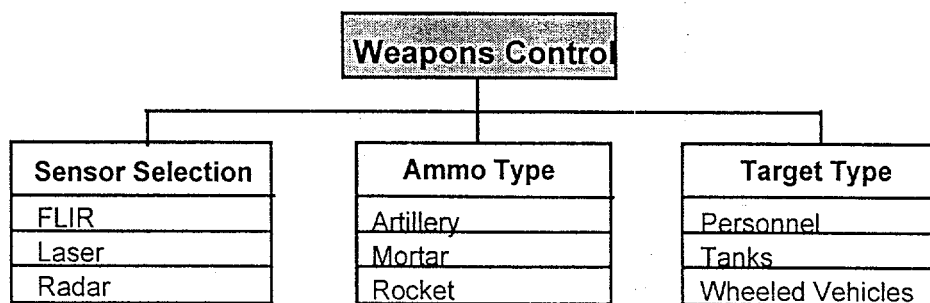 Weapons Control
Sensor Selection
FLIR
Laser
Radar
Ammo Type
Artillery
Mortar
Rocket
Target Type
Personnel
Tanks
Wheeled Vehicles